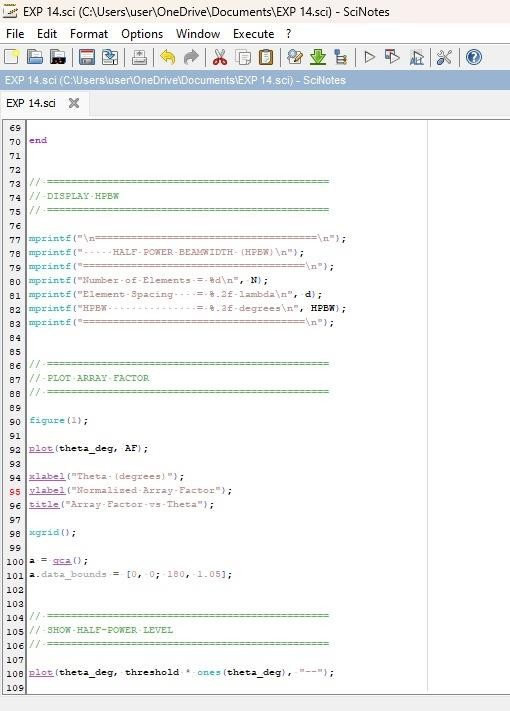 EXP 14.sci (C:\Users\user\OneDrive\Documents\EXP 14.sci) - SciNotes
File Edit Format Options Window Execute ?
EXP 14.sci (C:\Users\user\OneDrive\Documents\EXP 14.sci) - SciNotes
EXP 14.sci
69
70 end
71
72
73 // ===============================================
74 // DISPLAY HPBW
75 // ===============================================
76
77 mprintf("\n=====================================\n");
78 mprintf("     HALF POWER BEAMWIDTH (HPBW)\n");
79 mprintf("=====================================\n");
80 mprintf("Number of Elements = %d\n", N);
81 mprintf("Element Spacing    = %.2f lambda\n", d);
82 mprintf("HPBW               = %.3f degrees\n", HPBW);
83 mprintf("=====================================\n");
84
85
86 // ===============================================
87 // PLOT ARRAY FACTOR
88 // ===============================================
89
90 figure(1);
91
92 plot(theta_deg, AF);
93
94 xlabel("Theta (degrees)");
95 ylabel("Normalized Array Factor");
96 title("Array Factor vs Theta");
97
98 xgrid();
99
100 a = gca();
101 a.data_bounds = [0, 0; 180, 1.05];
102
103
104 // ===============================================
105 // SHOW HALF-POWER LEVEL
106 // ===============================================
107
108 plot(theta_deg, threshold * ones(theta_deg), "--");
109